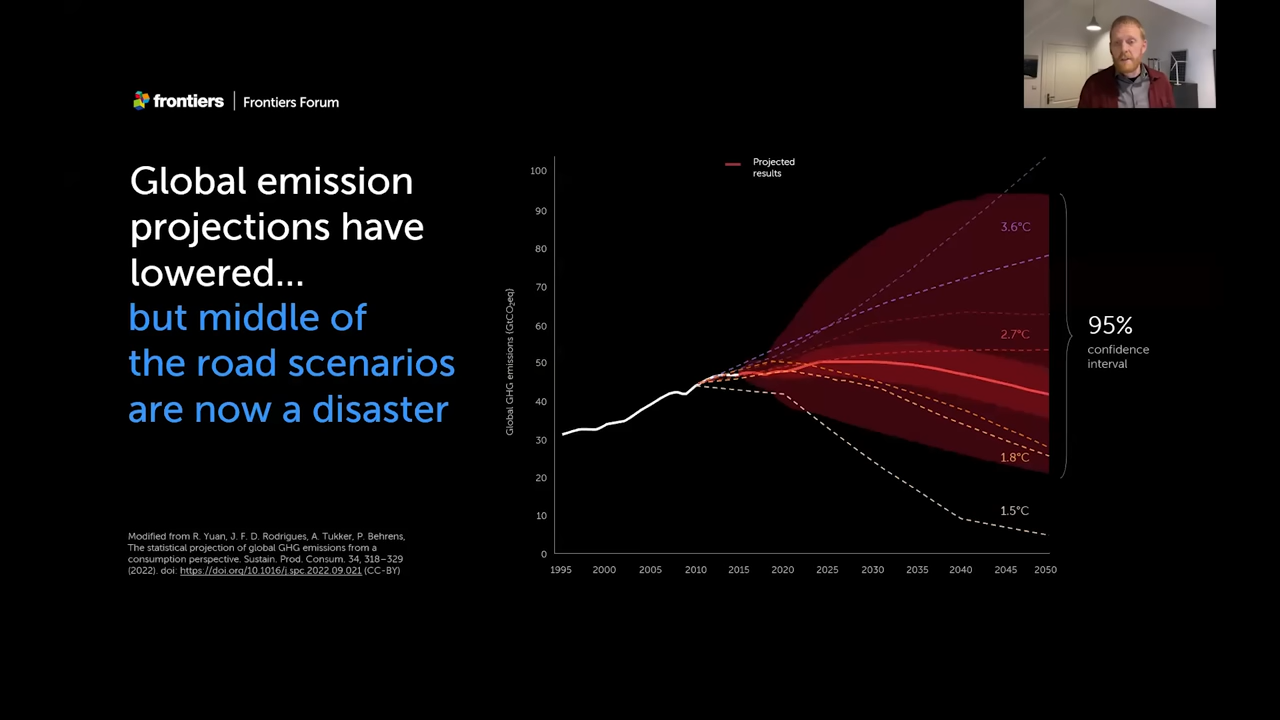 frontiers | Frontiers Forum
Global emission
projections have
lowered...
but middle of
the road scenarios
are now a disaster
Modified from R. Yuan, J. F. D. Rodrigues, A. Tukker, P. Behrens,
The statistical projection of global GHG emissions from a
consumption perspective. Sustain. Prod. Consum. 34, 318–329
(2022). doi: https://doi.org/10.1016/j.spc.2022.09.021 (CC-BY)
Projected
results
Global GHG emissions (GtCO₂eq)
100
90
80
70
60
50
40
30
20
10
0
1995 2000 2005 2010 2015 2020 2025 2030 2035 2040 2045 2050
3.6°C
2.7°C
1.8°C
1.5°C
95%
confidence
interval